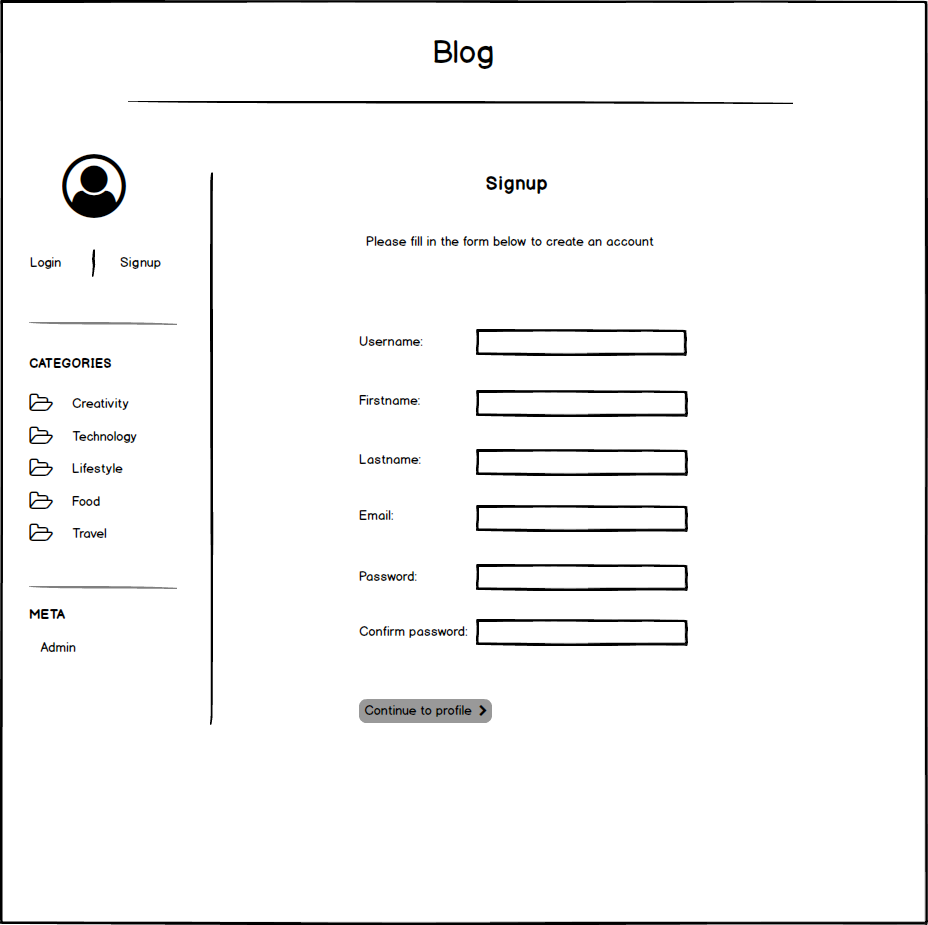 Blog
Login
Signup
CATEGORIES
Creativity
Technology
Lifestyle
Food
Travel
META
Admin
Signup
Please fill in the form below to create an account
Username:
Firstname:
Lastname:
Email:
Password:
Confirm password:
Continue to profile